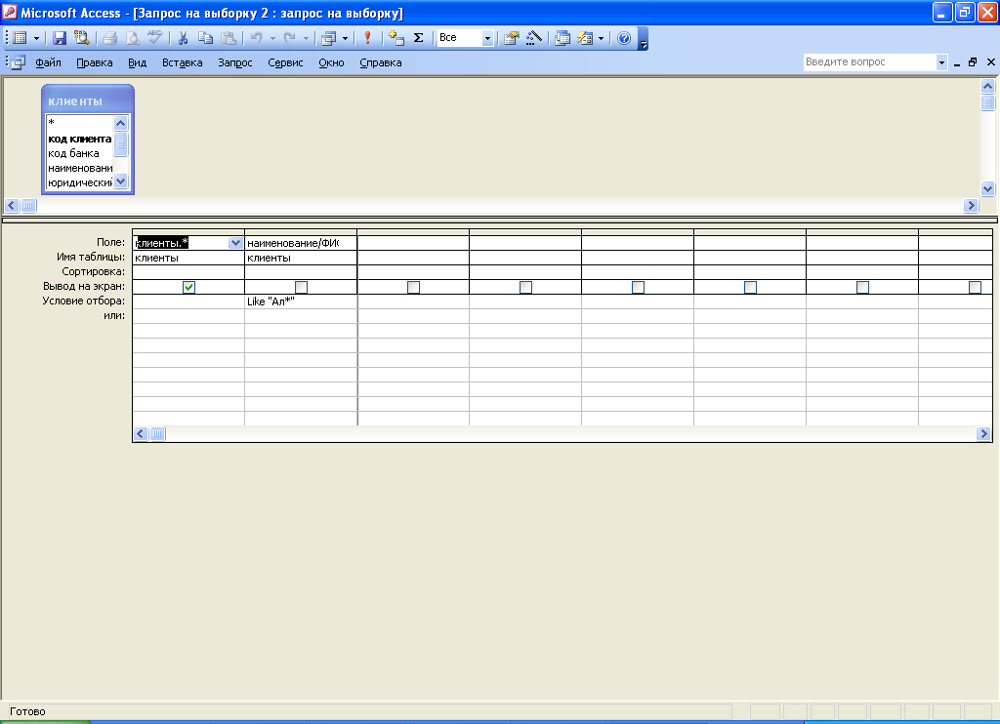 Microsoft Access - [Запрос на выборку 2 : запрос на выборку]
Все
Файл Правка Вид Вставка Запрос Сервис Окно Справка Введите вопрос
клиенты
*
код клиента
код банка
наименовани
юридический
Поле: клиенты.* наименование/ФИО
Имя таблицы: клиенты клиенты
Сортировка:
Вывод на экран:
Условие отбора: Like "Ал*"
или:
Готово